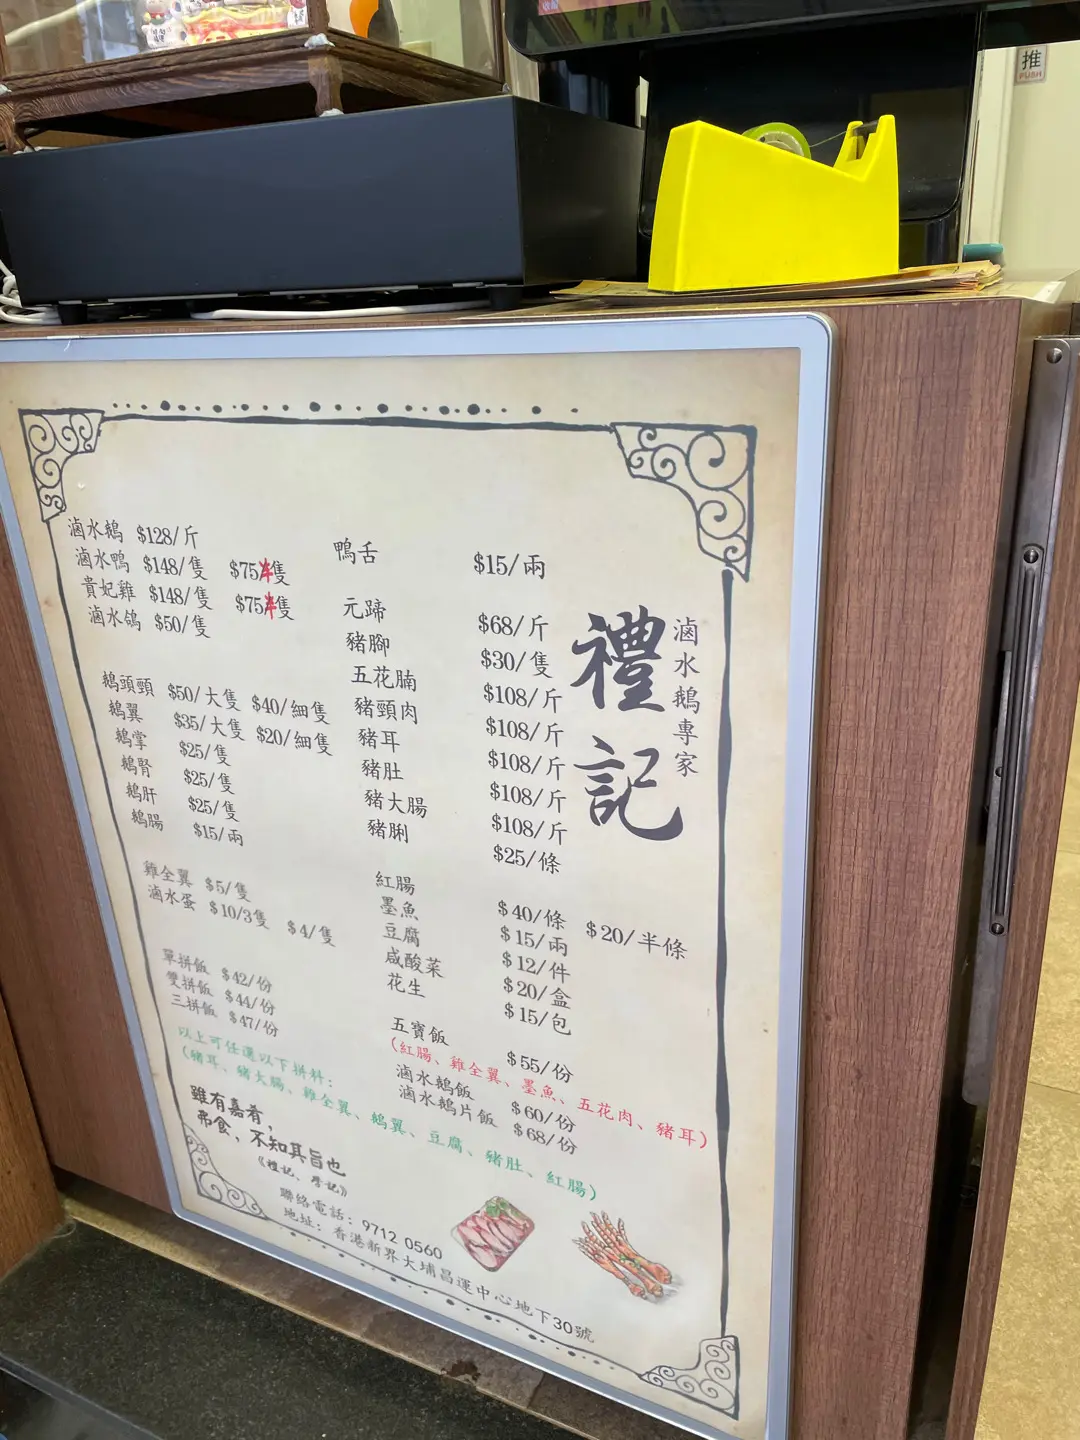 推
PUSH
滷水鵝 $128/斤
滷水鴨 $148/隻 $75/半隻
貴妃雞 $148/隻 $75/半隻
滷水鴿 $50/隻
鵝頭頸 $50/大隻 $40/細隻
鵝翼 $35/大隻 $20/細隻
鵝掌 $25/隻
鵝腎 $25/隻
鵝肝 $25/隻
鵝腸 $15/兩
雞全翼 $5/隻
滷水蛋 $10/3隻 $4/隻
單拼飯 $42/份
雙拼飯 $44/份
三拼飯 $47/份
以上可任選以下拼料：
(豬耳、豬大腸、雞全翼、鵝翼、豆腐、豬肚、紅腸)
鴨舌 $15/兩
元蹄 $68/斤
豬腳 $30/隻
五花腩 $108/斤
豬頸肉 $108/斤
豬耳 $108/斤
豬肚 $108/斤
豬大腸 $108/斤
豬脷 $25/條
紅腸 $40/條 $20/半條
墨魚 $15/兩
豆腐 $12/件
咸酸菜 $20/盒
花生 $15/包
五寶飯 $55/份
(紅腸、雞全翼、墨魚、五花肉、豬耳)
滷水鵝飯 $60/份
滷水鵝片飯 $68/份
滷水鵝專家
禮記
雖有嘉肴，
弗食，不知其旨也
《禮記、學記》
聯絡電話：9712 0560
地址：香港新界大埔昌運中心地下30號